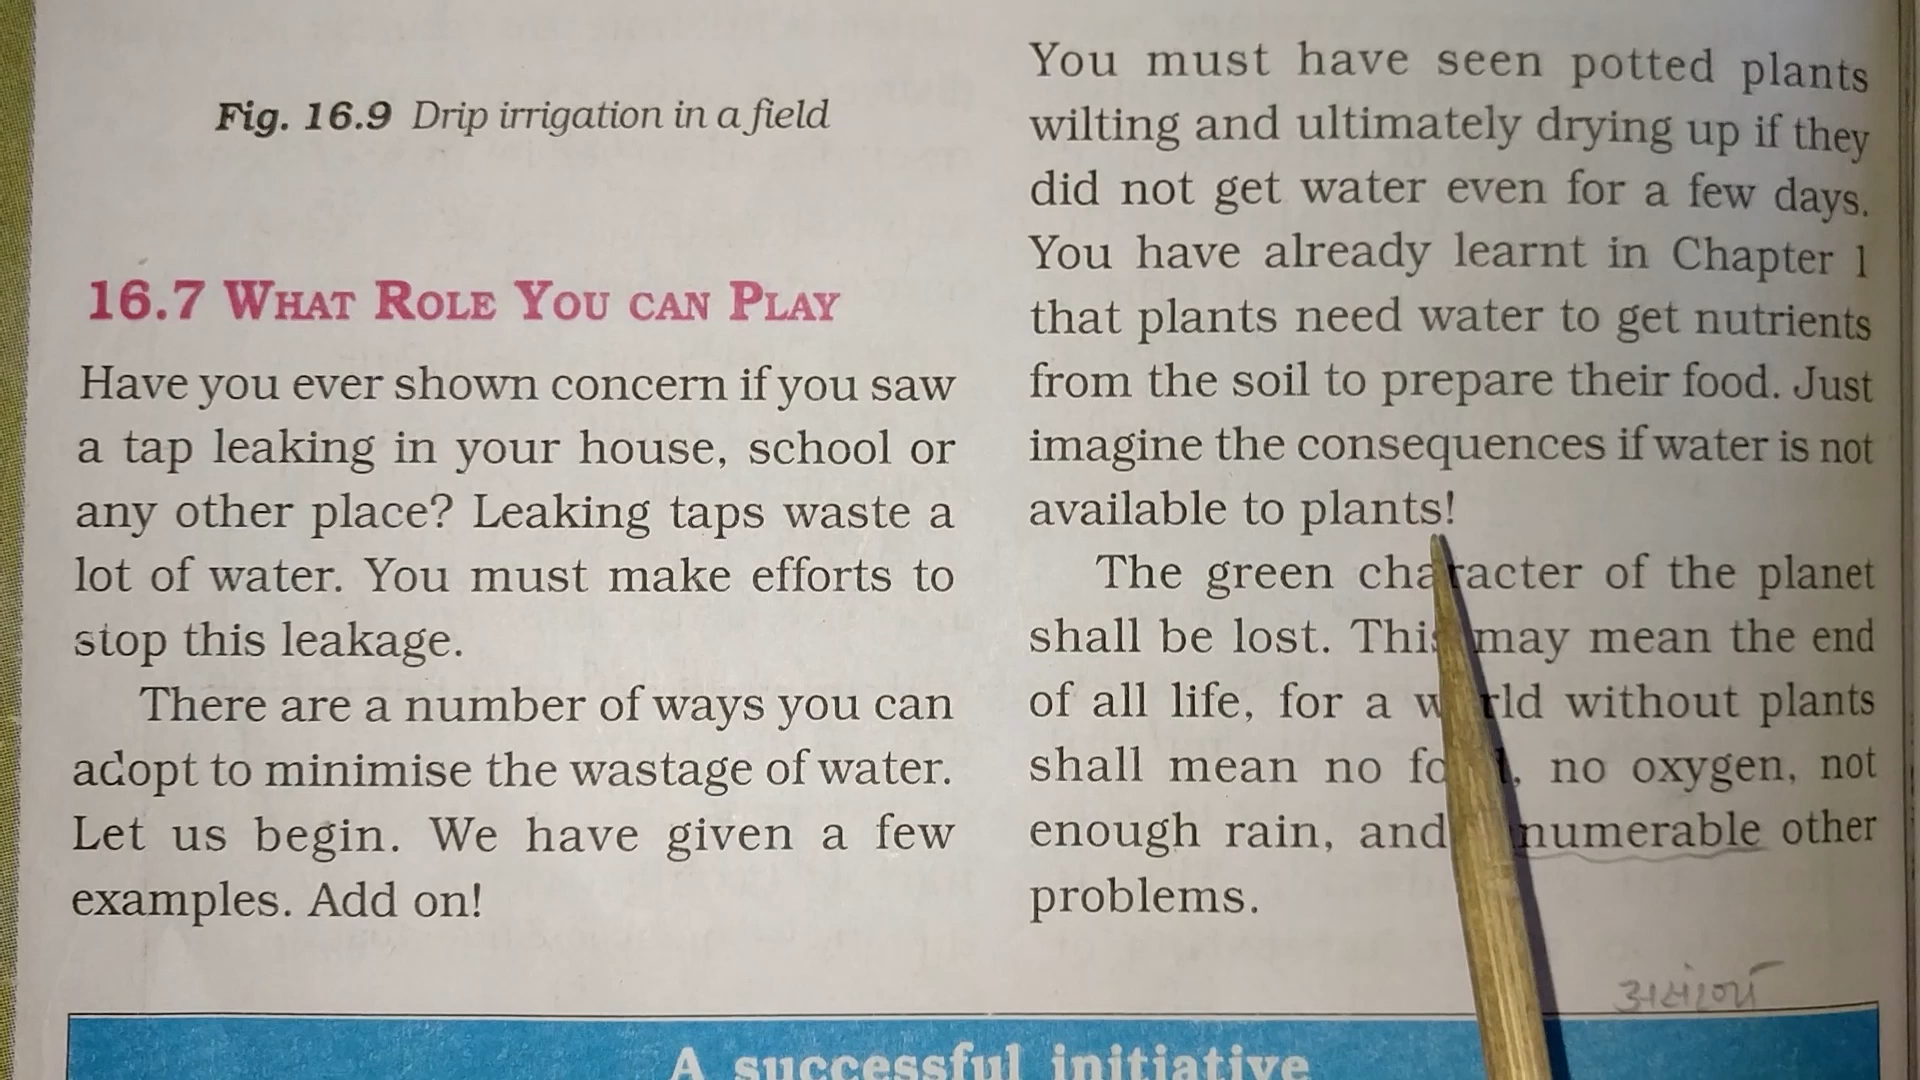 Fig. 16.9 Drip irrigation in a field
16.7 WHAT ROLE YOU CAN PLAY
Have you ever shown concern if you saw
a tap leaking in your house, school or
any other place? Leaking taps waste a
lot of water. You must make efforts to
stop this leakage.
There are a number of ways you can
adopt to minimise the wastage of water.
Let us begin. We have given a few
examples. Add on!
You must have seen potted plants
wilting and ultimately drying up if they
did not get water even for a few days.
You have already learnt in Chapter 1
that plants need water to get nutrients
from the soil to prepare their food. Just
imagine the consequences if water is not
available to plants!
The green character of the planet
shall be lost. This may mean the end
of all life, for a world without plants
shall mean no food, no oxygen, not
enough rain, and innumerable other
problems.
A successful initiative